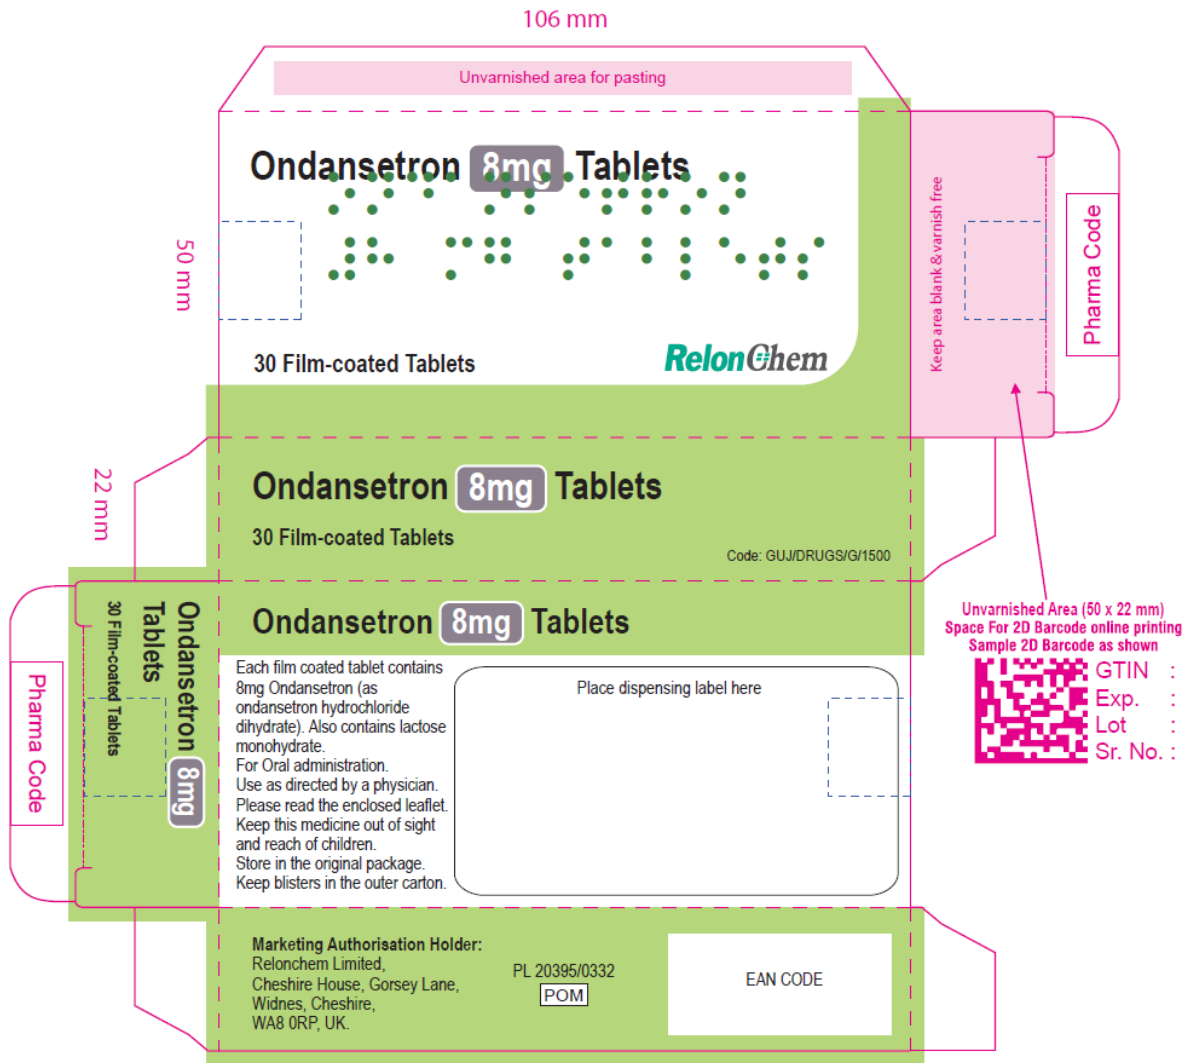 106 mm
Unvarnished area for pasting
Ondansetron 8mg Tablets
50 mm
30 Film-coated Tablets
RelonChem
Keep area blank & varnish free
Pharma Code
22 mm
Ondansetron 8mg Tablets
30 Film-coated Tablets
Code: GUJ/DRUGS/G/1500
Unvarnished Area (50 x 22 mm)
Space For 2D Barcode online printing
Sample 2D Barcode as shown
GTIN :
Exp. :
Lot :
Sr. No. :
Pharma Code
Ondansetron 8mg
Tablets
30 Film-coated Tablets
Ondansetron 8mg Tablets
Each film coated tablet contains
8mg Ondansetron (as
ondansetron hydrochloride
dihydrate). Also contains lactose
monohydrate.
For Oral administration.
Use as directed by a physician.
Please read the enclosed leaflet.
Keep this medicine out of sight
and reach of children.
Store in the original package.
Keep blisters in the outer carton.
Place dispensing label here
Marketing Authorisation Holder:
Relonchem Limited,
Cheshire House, Gorsey Lane,
Widnes, Cheshire,
WA8 0RP, UK.
PL 20395/0332
POM
EAN CODE